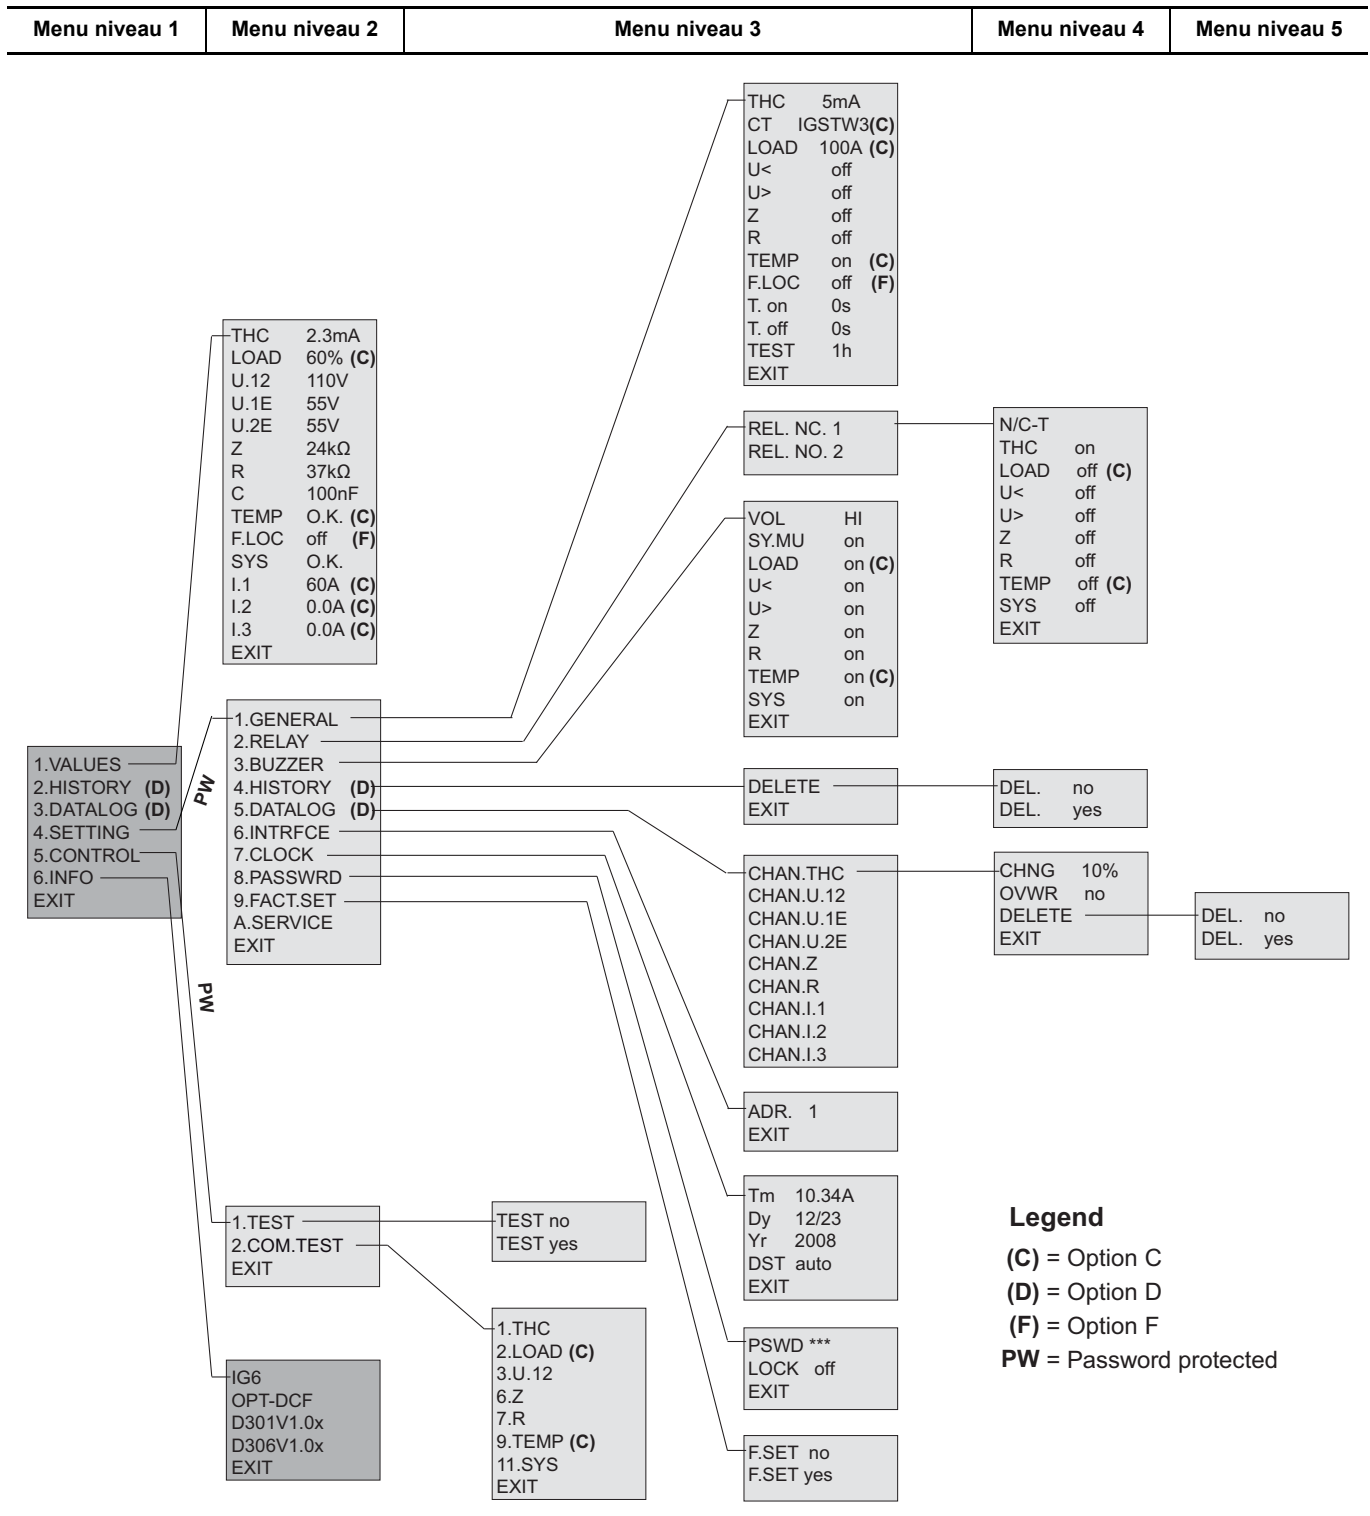 Menu niveau 1 Menu niveau 2 Menu niveau 3 Menu niveau 4 Menu niveau 5
1.VALUES
2.HISTORY (D)
3.DATALOG (D)
4.SETTING
5.CONTROL
6.INFO
EXIT
PW
PW
THC 2.3mA
LOAD 60% (C)
U.12 110V
U.1E 55V
U.2E 55V
Z 24kΩ
R 37kΩ
C 100nF
TEMP O.K. (C)
F.LOC off (F)
SYS O.K.
I.1 60A (C)
I.2 0.0A (C)
I.3 0.0A (C)
EXIT
1.GENERAL
2.RELAY
3.BUZZER
4.HISTORY (D)
5.DATALOG (D)
6.INTRFCE
7.CLOCK
8.PASSWRD
9.FACT.SET
A.SERVICE
EXIT
1.TEST
2.COM.TEST
EXIT
IG6
OPT-DCF
D301V1.0x
D306V1.0x
EXIT
TEST no
TEST yes
1.THC
2.LOAD (C)
3.U.12
6.Z
7.R
9.TEMP (C)
11.SYS
EXIT
THC 5mA
CT IGSTW3(C)
LOAD 100A (C)
U< off
U> off
Z off
R off
TEMP on (C)
F.LOC off (F)
T. on 0s
T. off 0s
TEST 1h
EXIT
REL. NC. 1
REL. NO. 2
VOL HI
SY.MU on
LOAD on (C)
U< on
U> on
Z on
R on
TEMP on (C)
SYS on
EXIT
DELETE
EXIT
CHAN.THC
CHAN.U.12
CHAN.U.1E
CHAN.U.2E
CHAN.Z
CHAN.R
CHAN.I.1
CHAN.I.2
CHAN.I.3
ADR. 1
EXIT
Tm 10.34A
Dy 12/23
Yr 2008
DST auto
EXIT
PSWD ***
LOCK off
EXIT
F.SET no
F.SET yes
N/C-T
THC on
LOAD off (C)
U< off
U> off
Z off
R off
TEMP off (C)
SYS off
EXIT
DEL. no
DEL. yes
CHNG 10%
OVWR no
DELETE
EXIT
DEL. no
DEL. yes
Legend
(C) = Option C
(D) = Option D
(F) = Option F
PW = Password protected